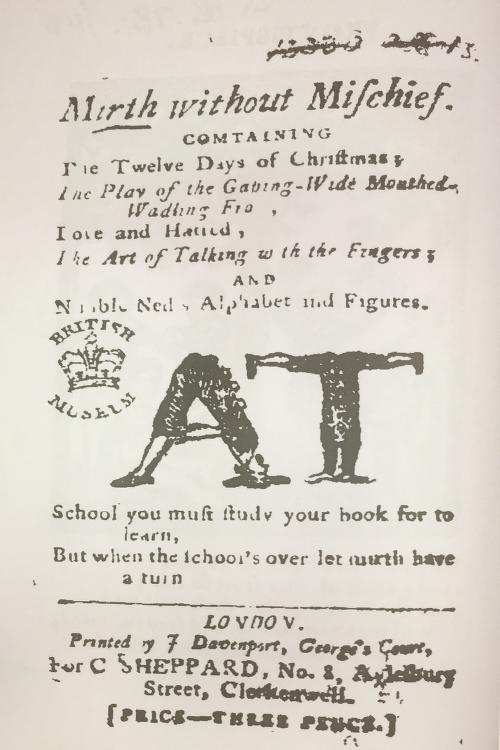 Mirth without Miſchief.
COMTAINING
The Twelve Days of Chriſtmas;
The Play of the Gaping-Wide Mouthed,
Wadling Fro ,
Love and Hatred,
The Art of Talking with the Fingers;
AND
Nimble Ned's Alphabet and Figures.
BRITISH
MUSEUM
AT
School you muſt ſtudy your book for to
learn,
But when the ſchool's over let mirth have
a turn
LONDON.
Printed by J Davenport, George's Court,
For C SHEPPARD, No. 8, Aylesbury
Street, Clerkenwell.
[PRICE—THREE PENCE.]